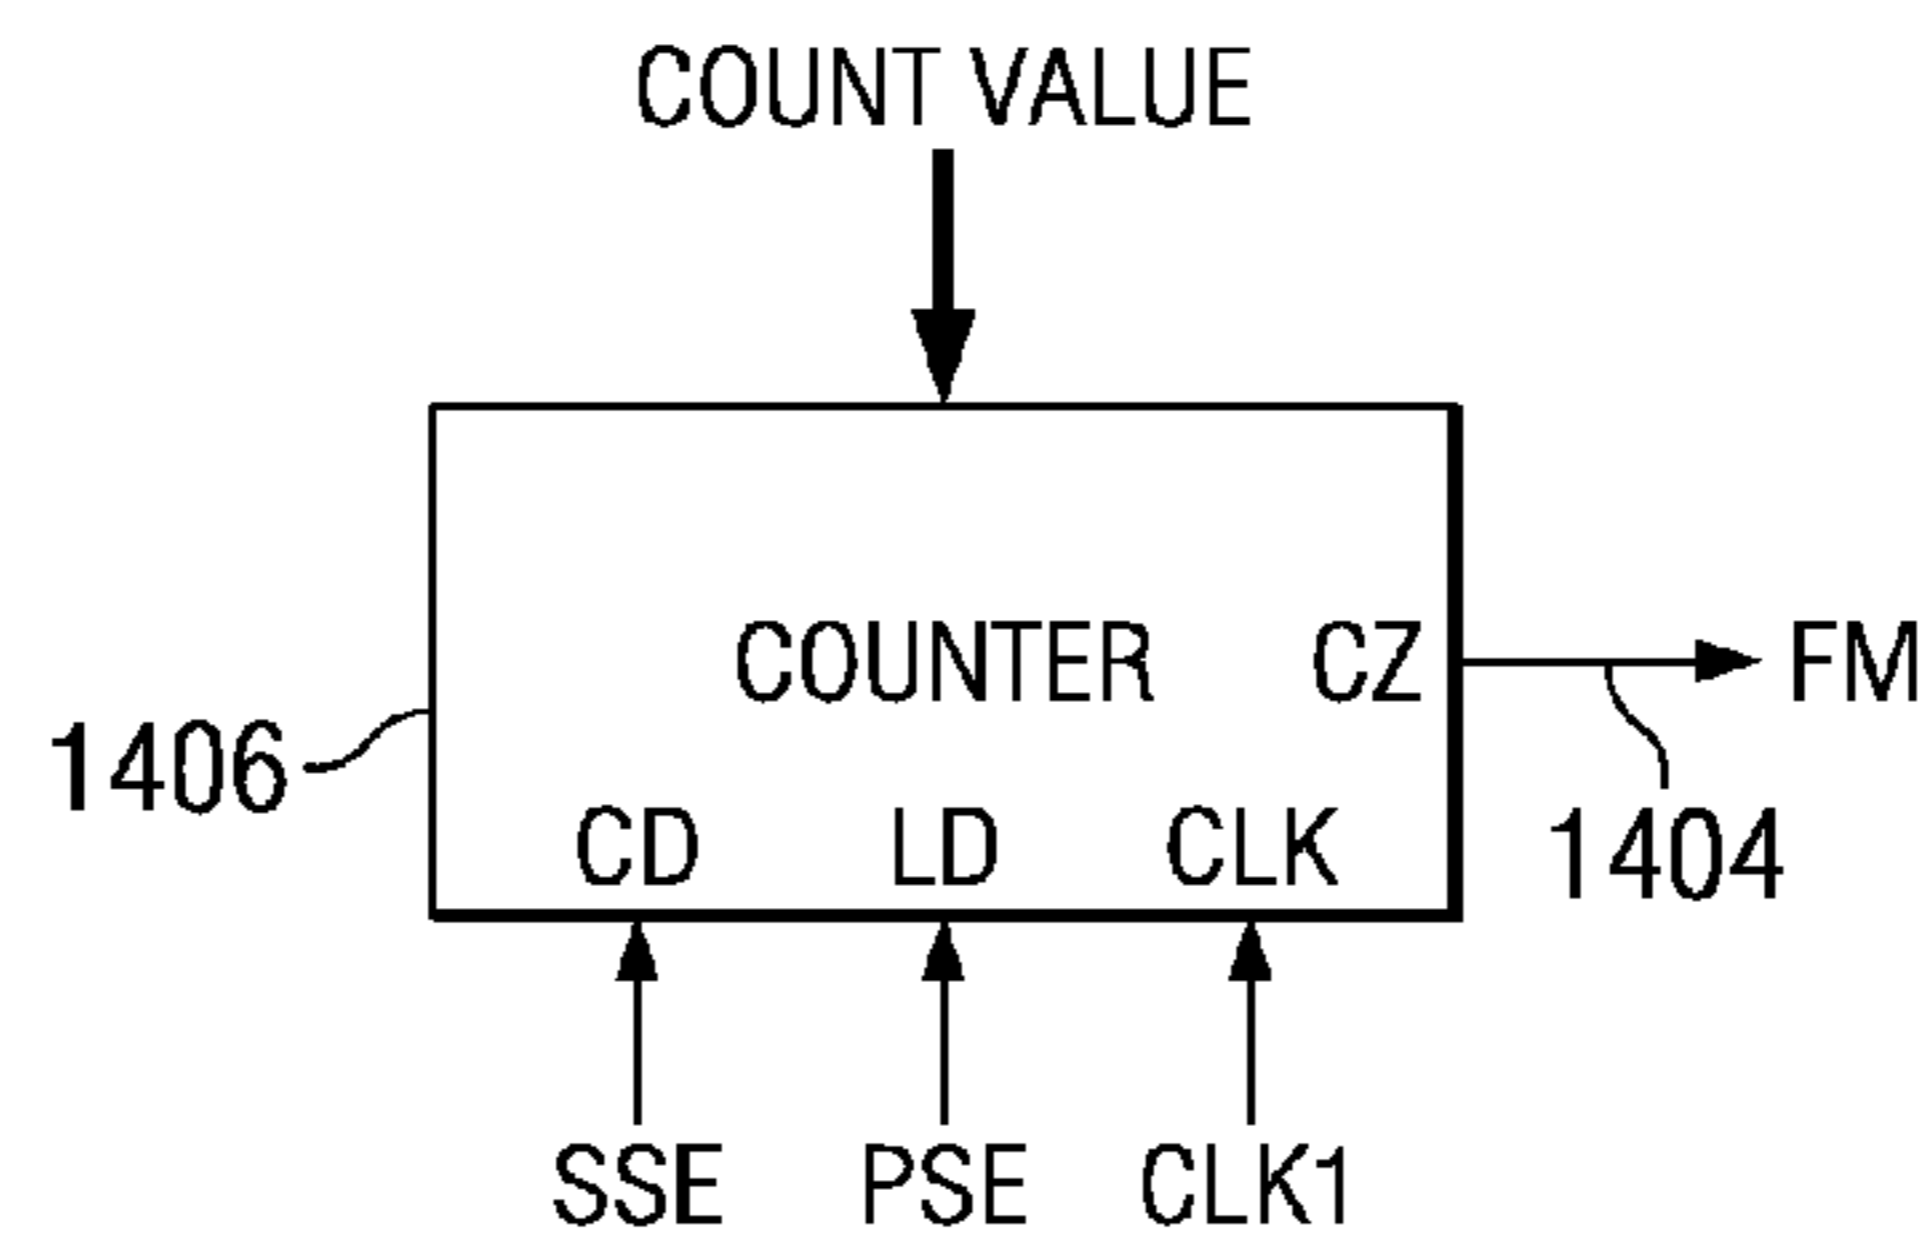 COUNT VALUE
COUNTER CZ FM
1406
CD LD CLK 1404
SSE PSE CLK1